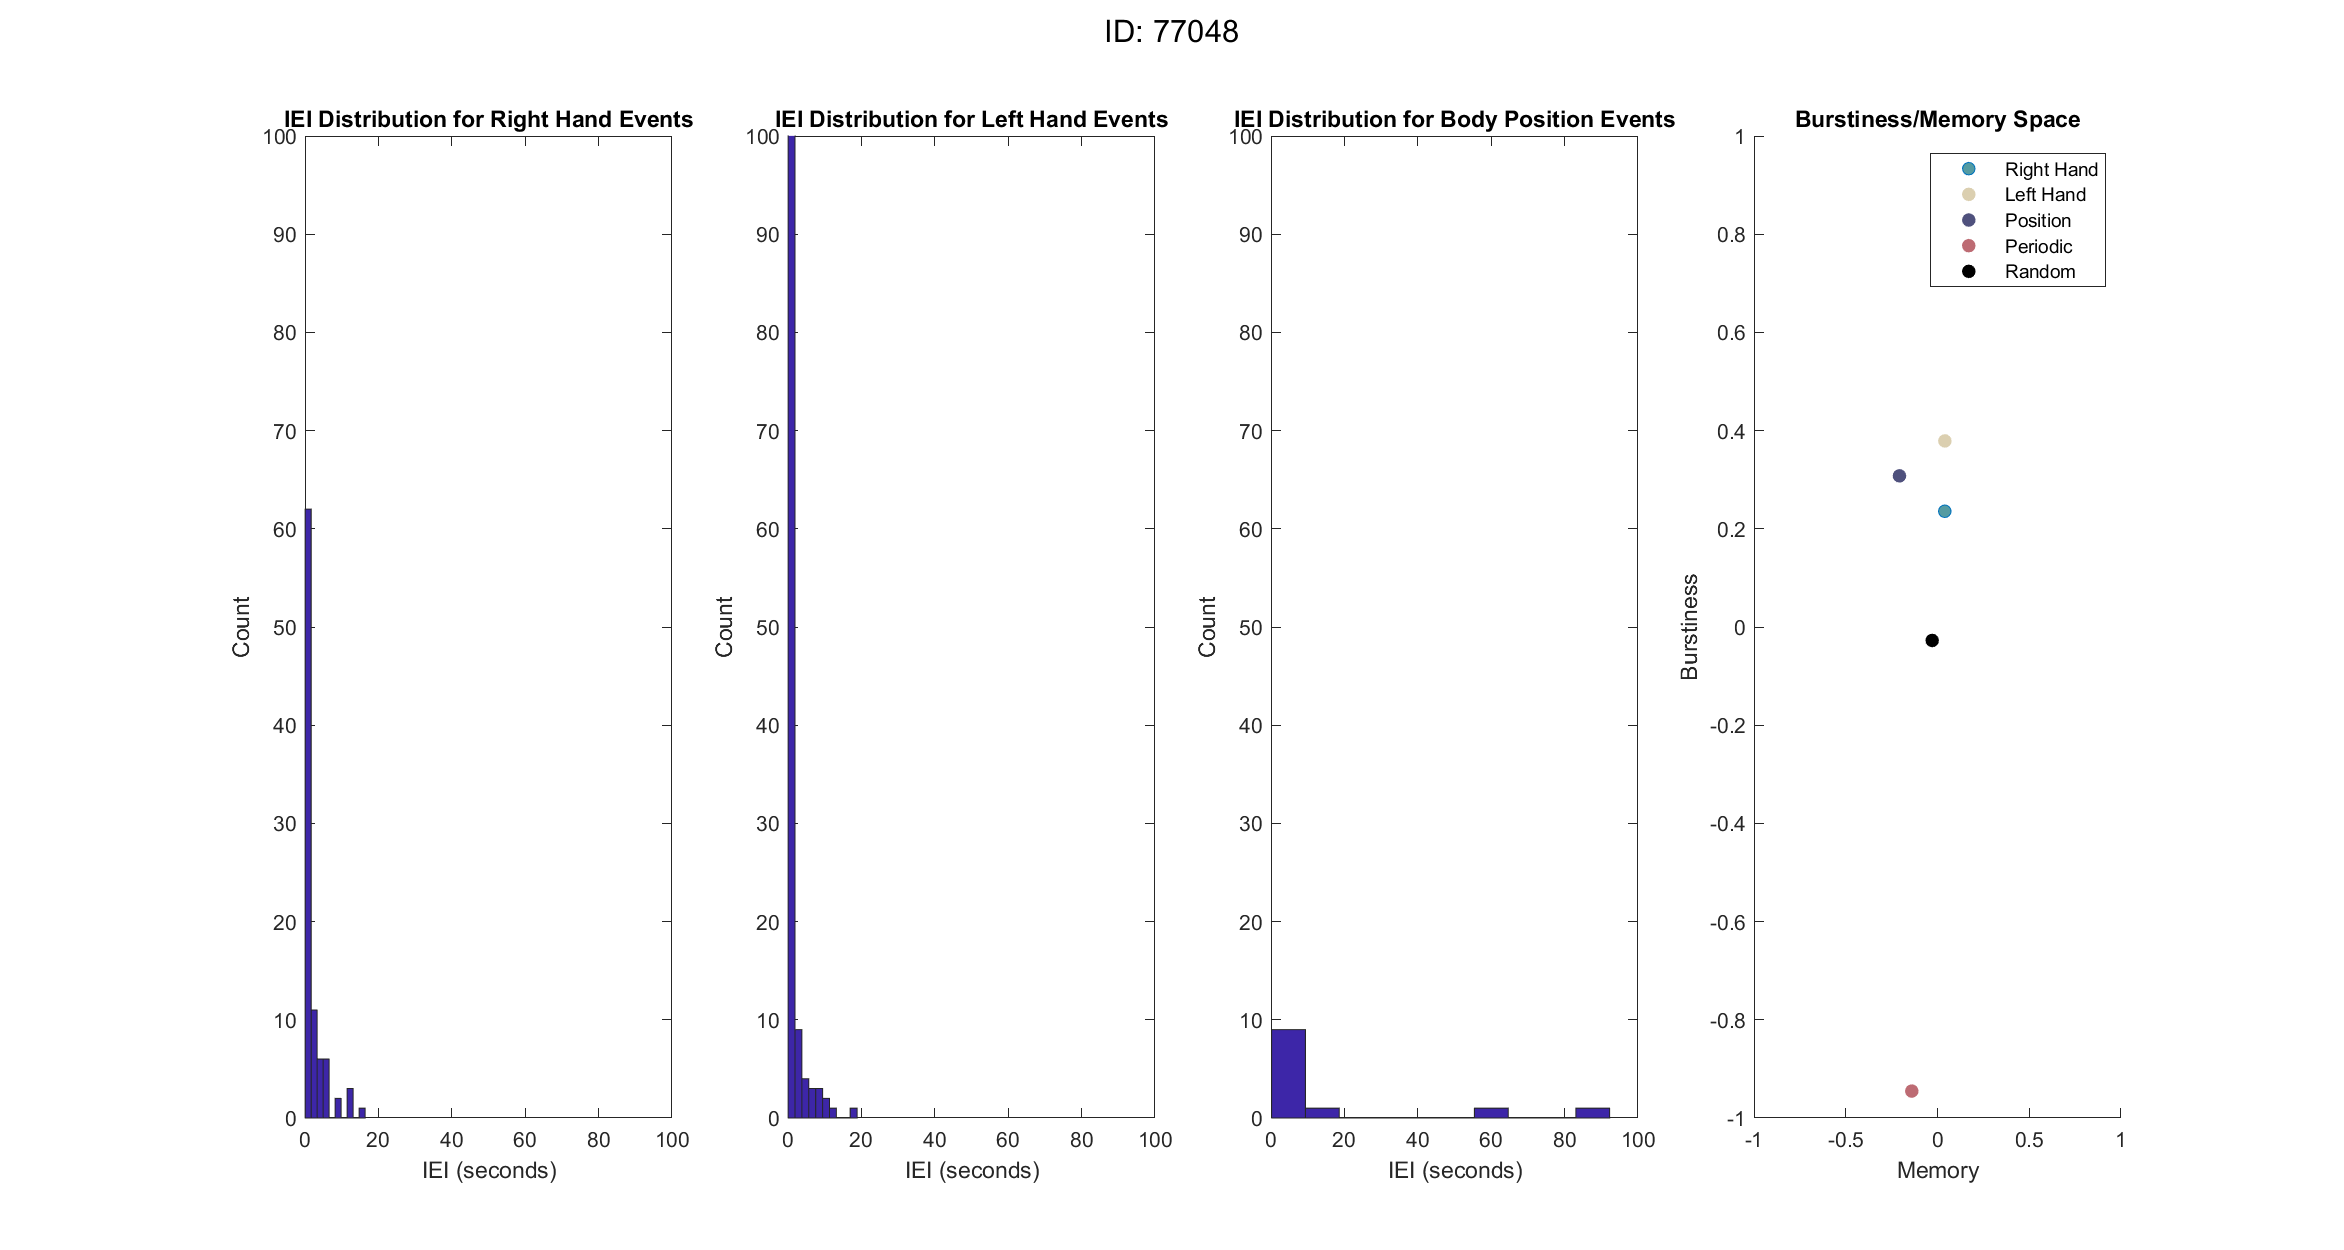 ID: 77048
IEI Distribution for Right Hand Events
100
90
80
70
60
50
40
30
20
10
0
Count
0 20 40 60 80 100
IEI (seconds)
IEI Distribution for Left Hand Events
100
90
80
70
60
50
40
30
20
10
0
Count
0 20 40 60 80 100
IEI (seconds)
IEI Distribution for Body Position Events
100
90
80
70
60
50
40
30
20
10
0
Count
0 20 40 60 80 100
IEI (seconds)
Burstiness/Memory Space
1
0.8
0.6
0.4
0.2
0
-0.2
-0.4
-0.6
-0.8
-1
Burstiness
Right Hand
Left Hand
Position
Periodic
Random
-1 -0.5 0 0.5 1
Memory